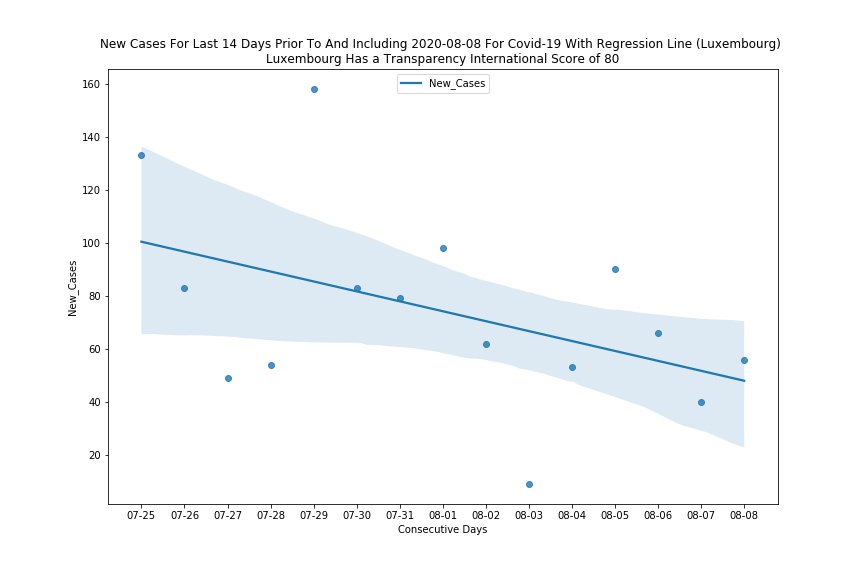 New Cases For Last 14 Days Prior To And Including 2020-08-08 For Covid-19 With Regression Line (Luxembourg)
Luxembourg Has a Transparency International Score of 80
New_Cases
160
140
120
100
80
60
40
20
New_Cases
07-25 07-26 07-27 07-28 07-29 07-30 07-31 08-01 08-02 08-03 08-04 08-05 08-06 08-07 08-08
Consecutive Days